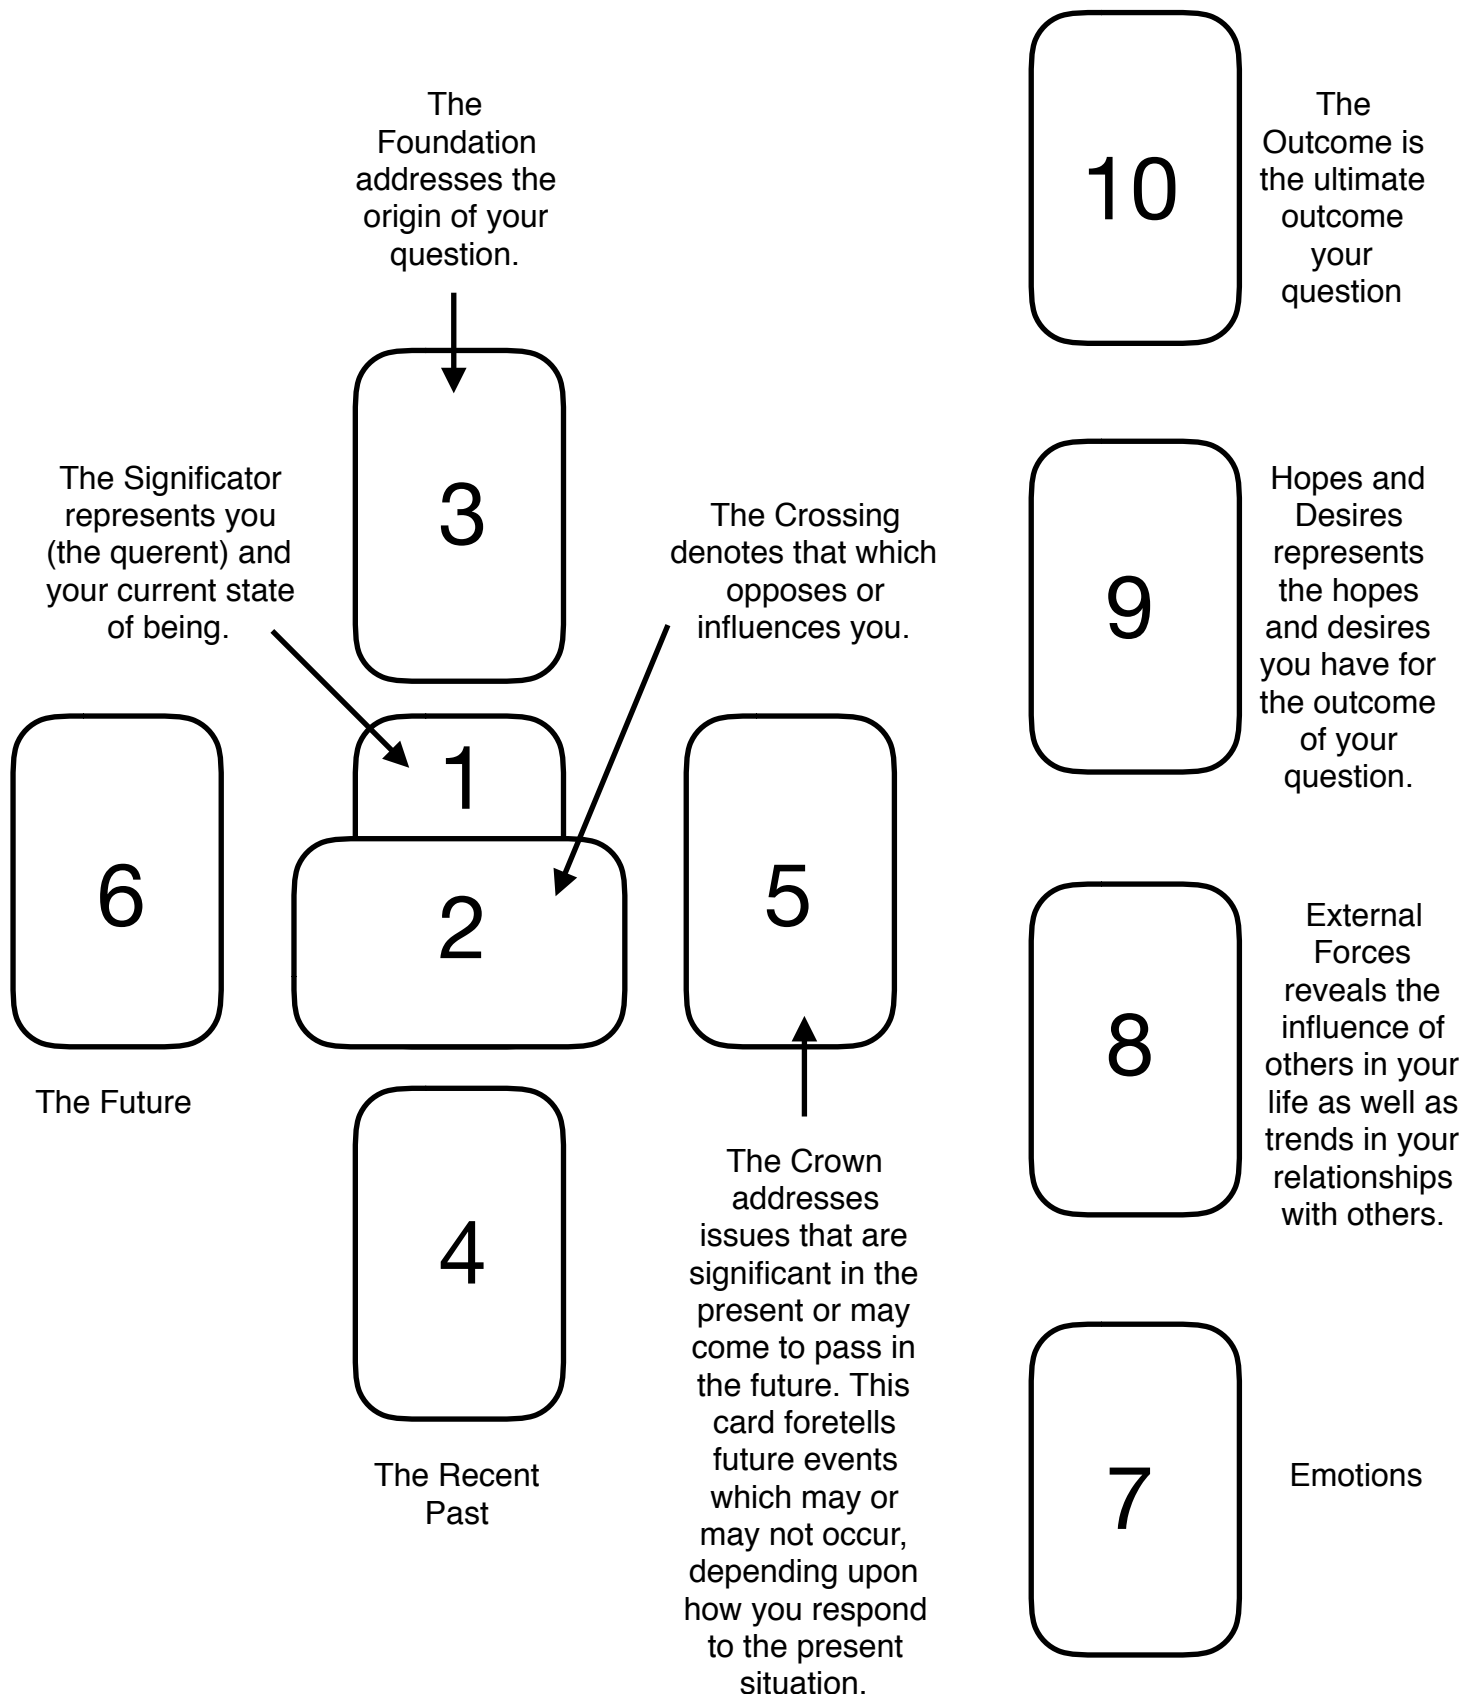 The
Foundation
addresses the
origin of your
question.
3
The Significator
represents you
(the querent) and
your current state
of being.
The Crossing
denotes that which
opposes or
influences you.
1
2
6
The Future
5
4
The Recent
Past
The Crown
addresses
issues that are
significant in the
present or may
come to pass in
the future. This
card foretells
future events
which may or
may not occur,
depending upon
how you respond
to the present
situation.
10
The
Outcome is
the ultimate
outcome
your
question
9
Hopes and
Desires
represents
the hopes
and desires
you have for
the outcome
of your
question.
8
External
Forces
reveals the
influence of
others in your
life as well as
trends in your
relationships
with others.
7
Emotions